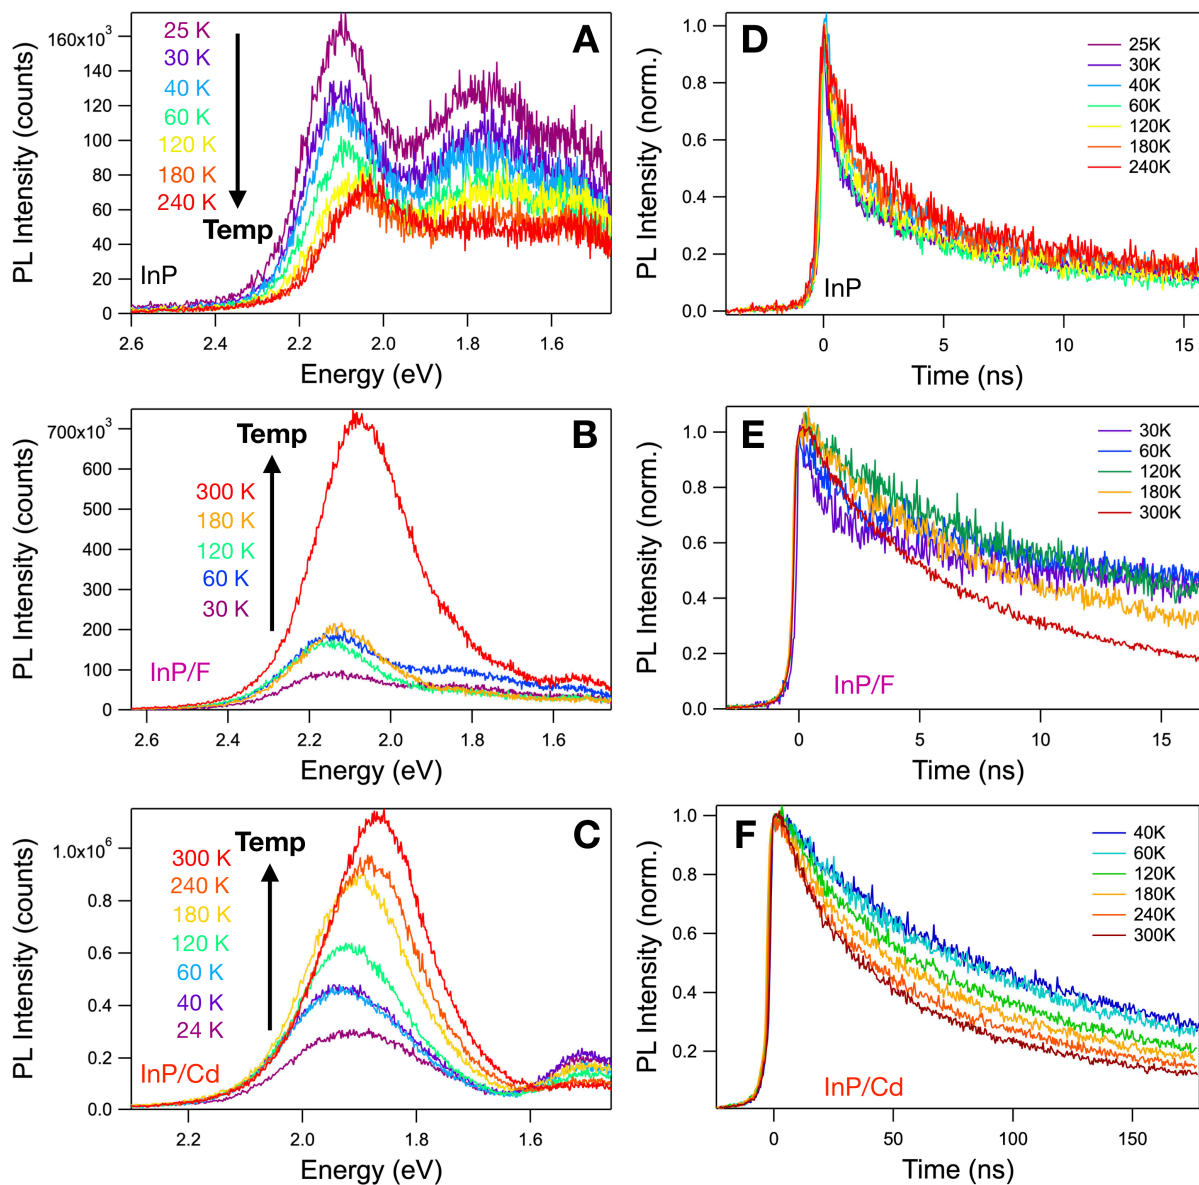 A
PL Intensity (counts)
160x10³
140
120
100
80
60
40
20
0
25 K
30 K
40 K
60 K
120 K
180 K
240 K
Temp
InP
2.6
2.4
2.2
2.0
1.8
1.6
Energy (eV)
D
PL Intensity (norm.)
1.0
0.8
0.6
0.4
0.2
0.0
25K
30K
40K
60K
120K
180K
240K
InP
0
5
10
15
Time (ns)
B
PL Intensity (counts)
700x10³
600
500
400
300
200
100
0
Temp
300 K
180 K
120 K
60 K
30 K
InP/F
2.6
2.4
2.2
2.0
1.8
1.6
Energy (eV)
E
PL Intensity (norm.)
1.0
0.8
0.6
0.4
0.2
0.0
30K
60K
120K
180K
300K
InP/F
0
5
10
15
Time (ns)
C
PL Intensity (counts)
1.0x10⁶
0.8
0.6
0.4
0.2
0.0
Temp
300 K
240 K
180 K
120 K
60 K
40 K
24 K
InP/Cd
2.2
2.0
1.8
1.6
Energy (eV)
F
PL Intensity (norm.)
1.0
0.8
0.6
0.4
0.2
40K
60K
120K
180K
240K
300K
InP/Cd
0
50
100
150
Time (ns)